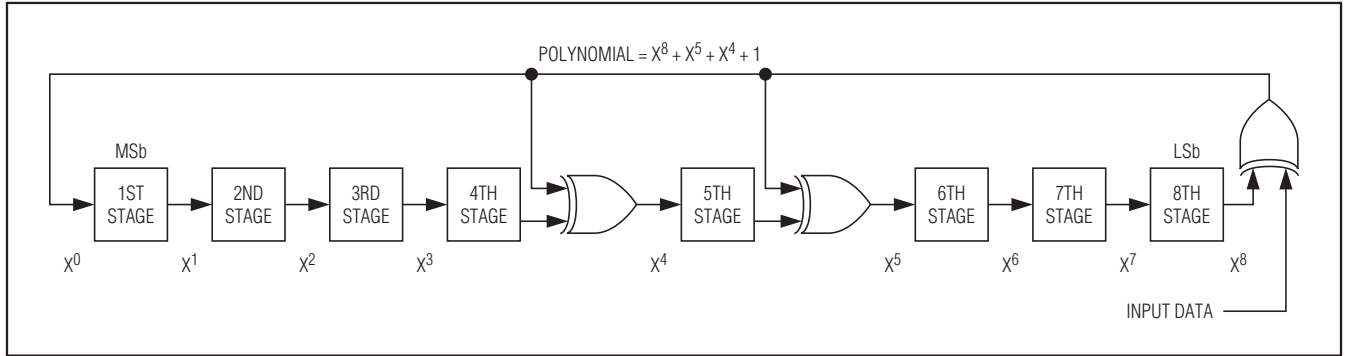 POLYNOMIAL = X⁸ + X⁵ + X⁴ + 1
MSb
LSb
1ST
STAGE
2ND
STAGE
3RD
STAGE
4TH
STAGE
5TH
STAGE
6TH
STAGE
7TH
STAGE
8TH
STAGE
X⁰
X¹
X²
X³
X⁴
X⁵
X⁶
X⁷
X⁸
INPUT DATA